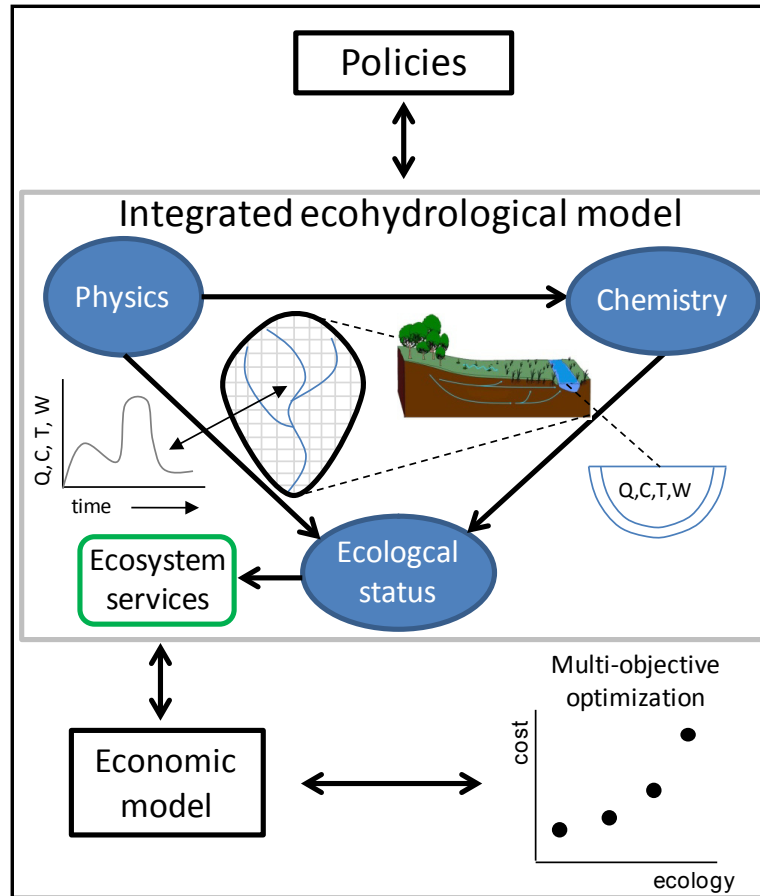 Policies
Integrated ecohydrological model
Physics
Chemistry
Q, C, T, W
time
Q,C,T,W
Ecologcal
status
Ecosystem
services
Multi-objective
optimization
Economic
model
cost
ecology